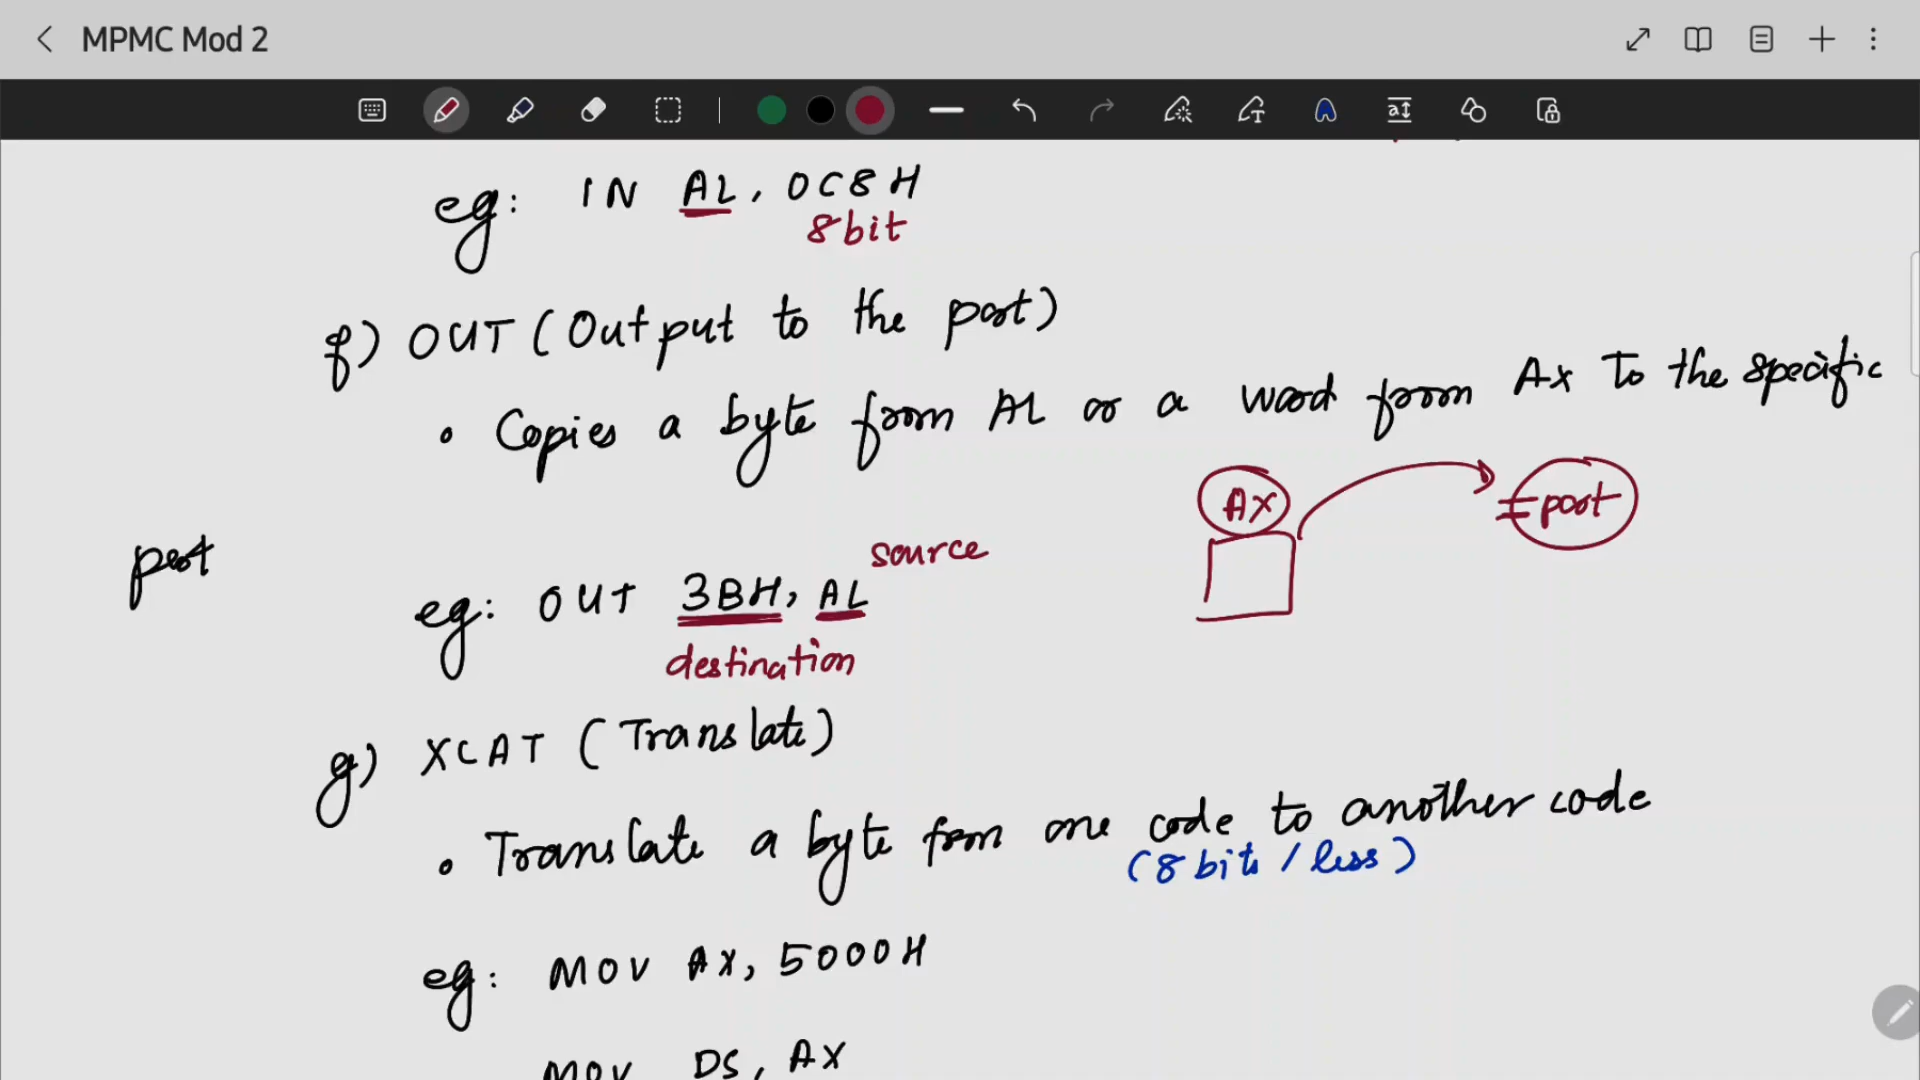 MPMC Mod 2
eg: IN AL, 0C8H
8bit
f) OUT (Output to the port)
• Copies a byte from AL or a word from AX to the specific
port
AX
port
source
eg: OUT 3BH, AL
destination
g) XCAT (Translate)
• Translate a byte from one code to another code
(8 bits / less)
eg: MOV AX, 5000H
MOV DS, AX